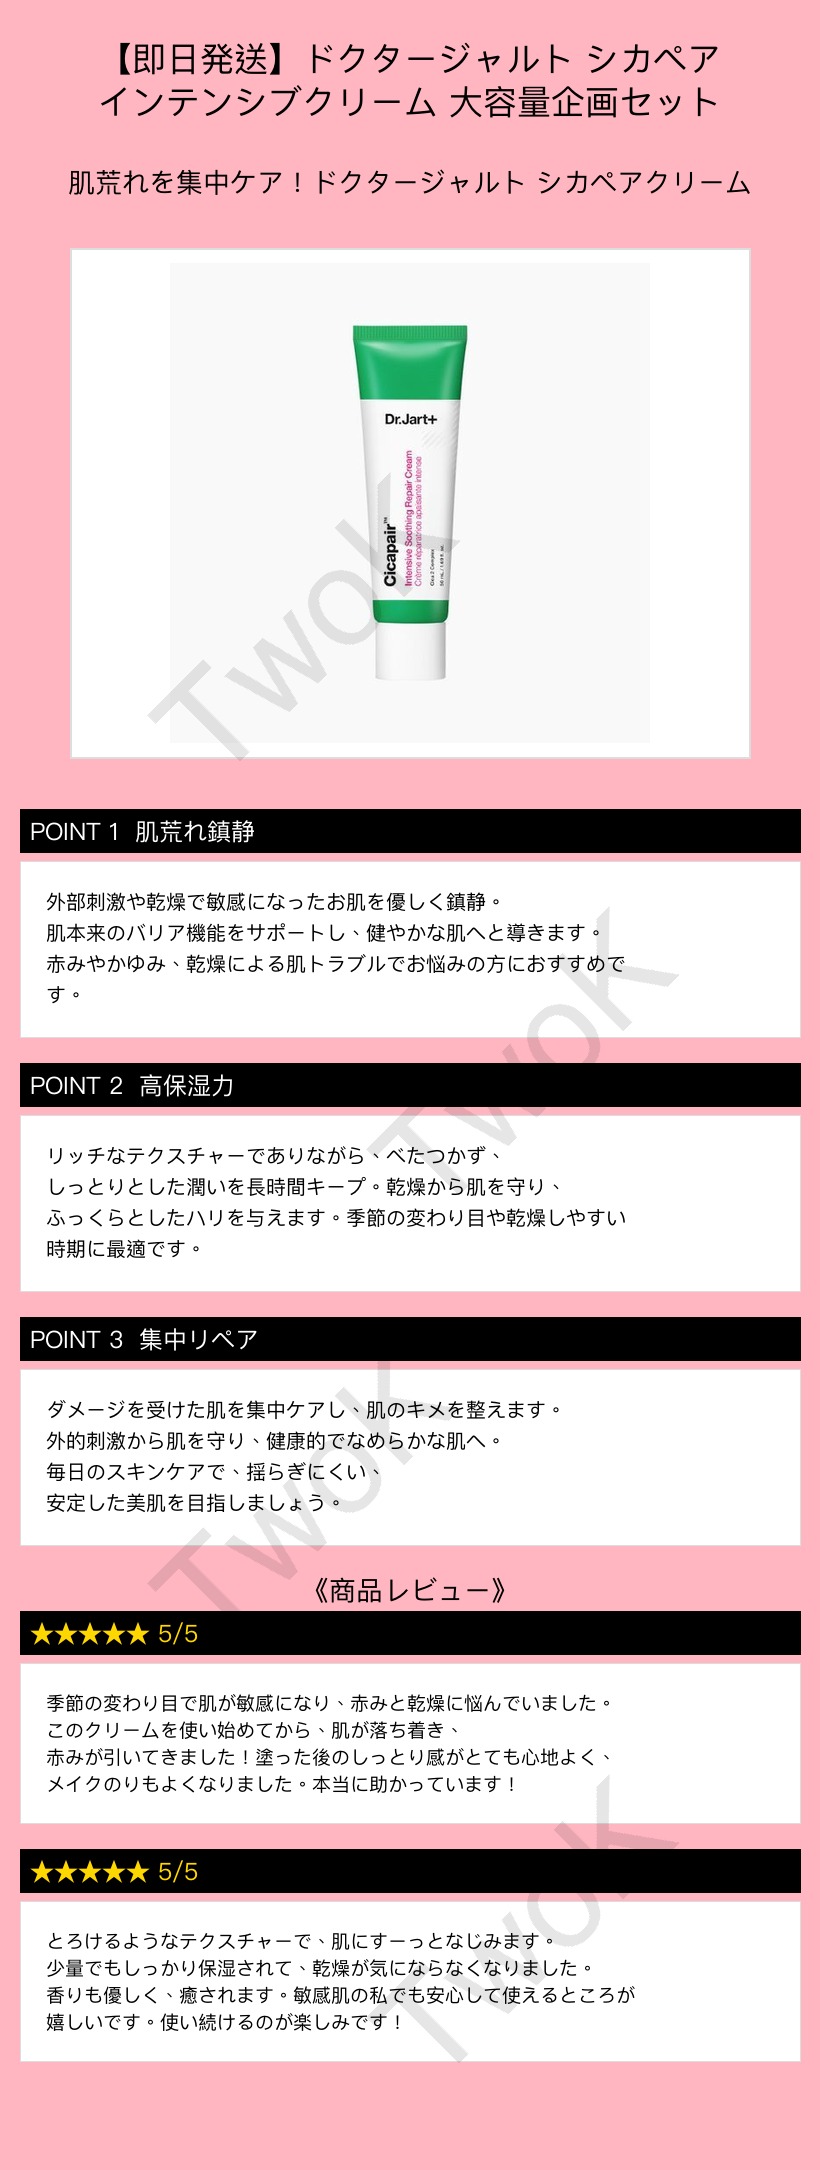 【即日発送】ドクタージャルト シカペア
インテンシブクリーム 大容量企画セット
肌荒れを集中ケア！ドクタージャルト シカペアクリーム
Dr.Jart+
Cicapair™
Intensive Soothing Repair Cream
Crème réparatrice apaisante intense
TwoK
POINT 1 肌荒れ鎮静
外部刺激や乾燥で敏感になったお肌を優しく鎮静。
肌本来のバリア機能をサポートし、健やかな肌へと導きます。
赤みやかゆみ、乾燥による肌トラブルでお悩みの方におすすめで
す。
TwoK
POINT 2 高保湿力
リッチなテクスチャーでありながら、べたつかず、
しっとりとした潤いを長時間キープ。乾燥から肌を守り、
ふっくらとしたハリを与えます。季節の変わり目や乾燥しやすい
時期に最適です。
POINT 3 集中リペア
ダメージを受けた肌を集中ケアし、肌のキメを整えます。
外的刺激から肌を守り、健康的でなめらかな肌へ。
毎日のスキンケアで、揺らぎにくい、
安定した美肌を目指しましょう。
TwoK
《商品レビュー》
★★★★★ 5/5
季節の変わり目で肌が敏感になり、赤みと乾燥に悩んでいました。
このクリームを使い始めてから、肌が落ち着き、
赤みが引いてきました！塗った後のしっとり感がとても心地よく、
メイクのりもよくなりました。本当に助かっています！
★★★★★ 5/5
とろけるようなテクスチャーで、肌にすーっとなじみます。
少量でもしっかり保湿されて、乾燥が気にならなくなりました。
香りも優しく、癒されます。敏感肌の私でも安心して使えるところが
嬉しいです。使い続けるのが楽しみです！
TwoK